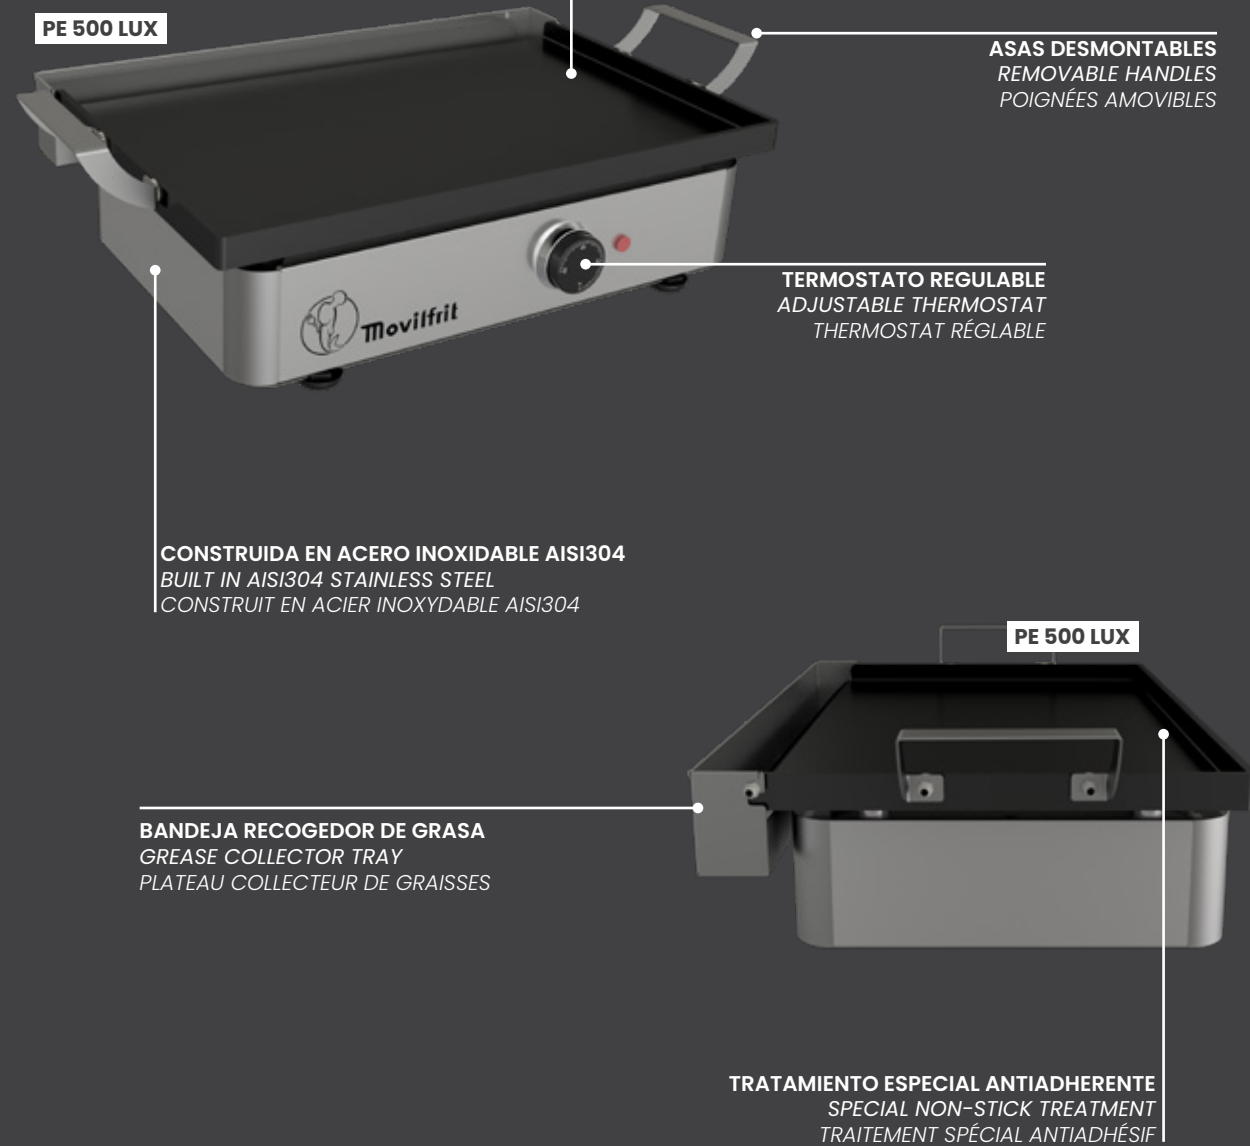 PE 500 LUX
ASAS DESMONTABLES
REMOVABLE HANDLES
POIGNÉES AMOVIBLES
TERMOSTATO REGULABLE
ADJUSTABLE THERMOSTAT
THERMOSTAT RÉGLABLE
Movilfrit
CONSTRUIDA EN ACERO INOXIDABLE AISI304
BUILT IN AISI304 STAINLESS STEEL
CONSTRUIT EN ACIER INOXYDABLE AISI304
PE 500 LUX
BANDEJA RECOGEDOR DE GRASA
GREASE COLLECTOR TRAY
PLATEAU COLLECTEUR DE GRAISSES
TRATAMIENTO ESPECIAL ANTIADHERENTE
SPECIAL NON-STICK TREATMENT
TRAITEMENT SPÉCIAL ANTIADHÉSIF